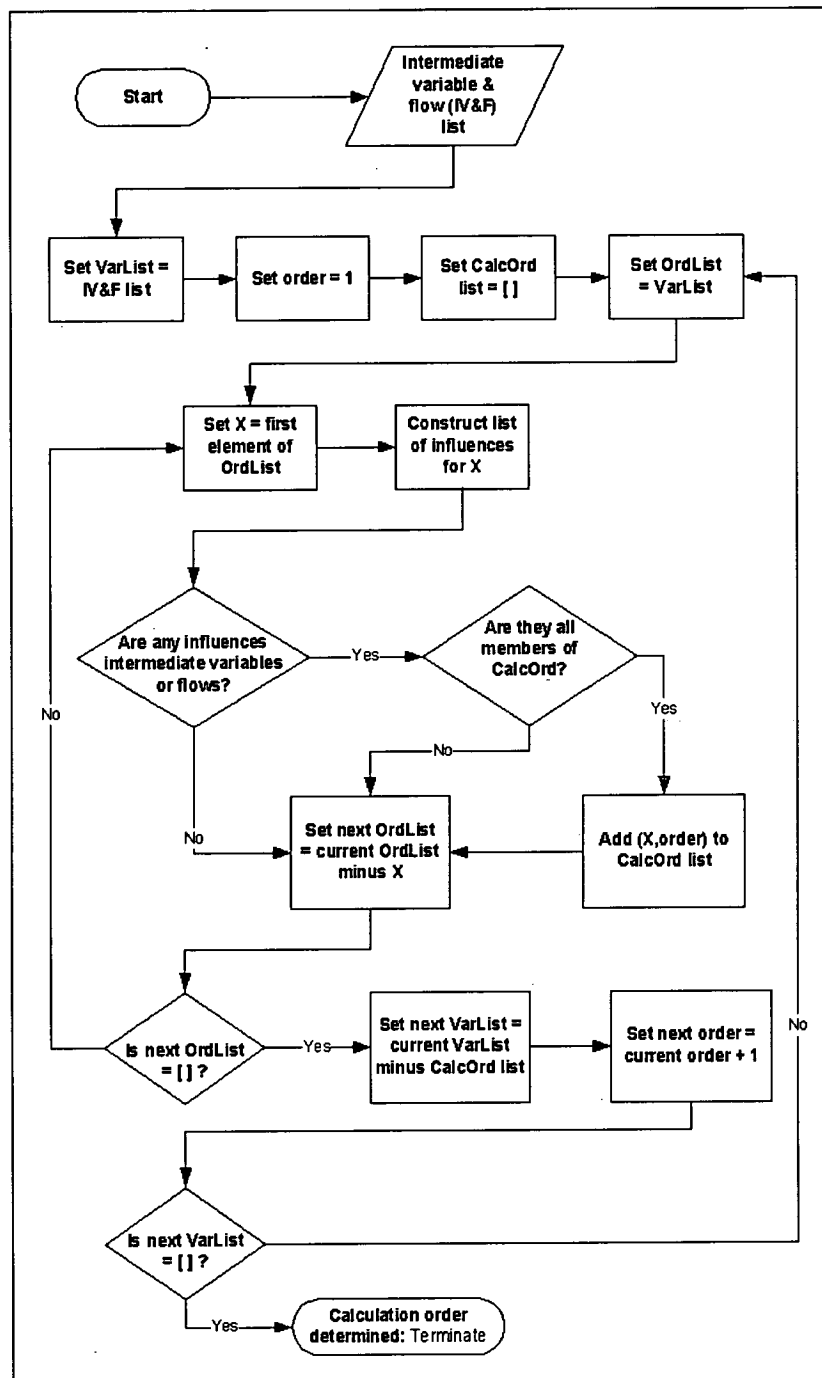 Start
Intermediate
variable &
flow (IV&F)
list
Set VarList =
IV&F list
Set order = 1
Set CalcOrd
list = [ ]
Set OrdList
= VarList
Set X = first
element of
OrdList
Construct list
of influences
for X
Are any influences
intermediate variables
or flows?
Yes
Are they all
members of
CalcOrd?
No
Yes
No
No
Set next OrdList
= current OrdList
minus X
Add (X,order) to
CalcOrd list
Is next OrdList
= [ ] ?
Yes
Set next VarList =
current VarList
minus CalcOrd list
Set next order =
current order + 1
No
Is next VarList
= [ ] ?
Yes
Calculation order
determined: Terminate